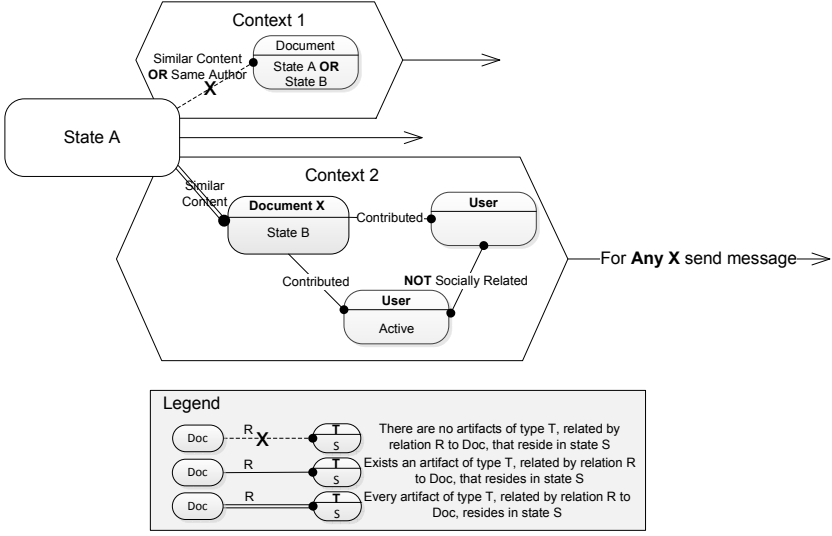 Context 1
Similar Content
OR Same Author
X
Document
State A OR
State B
State A
Context 2
Similar
Content
Document X
State B
Contributed
User
Contributed
NOT Socially Related
User
Active
For Any X send message
Legend
Doc
R
X
T
S
There are no artifacts of type T, related by
relation R to Doc, that reside in state S
Doc
R
T
S
Exists an artifact of type T, related by relation R
to Doc, that resides in state S
Doc
R
T
S
Every artifact of type T, related by relation R to
Doc, resides in state S